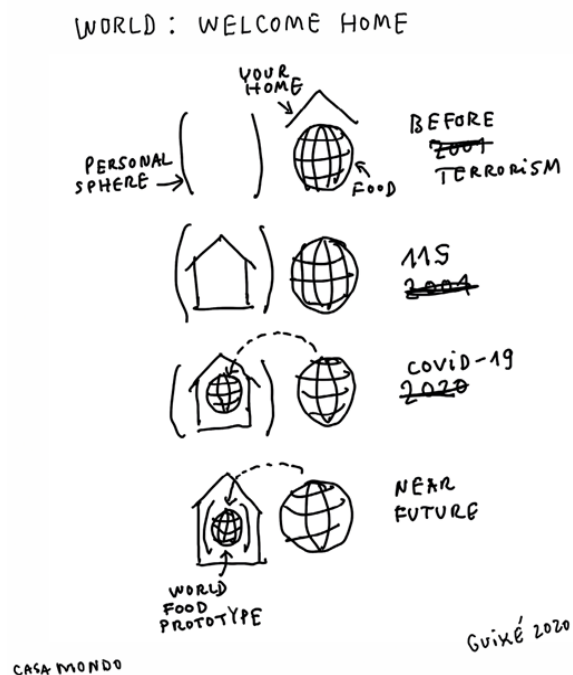 WORLD : WELCOME HOME
YOUR
HOME
BEFORE
2001
TERRORISM
PERSONAL
SPHERE
FOOD
11S
2001
COVID-19
2020
NEAR
FUTURE
WORLD
FOOD
PROTOTYPE
GUIXÉ 2020
CASA MONDO